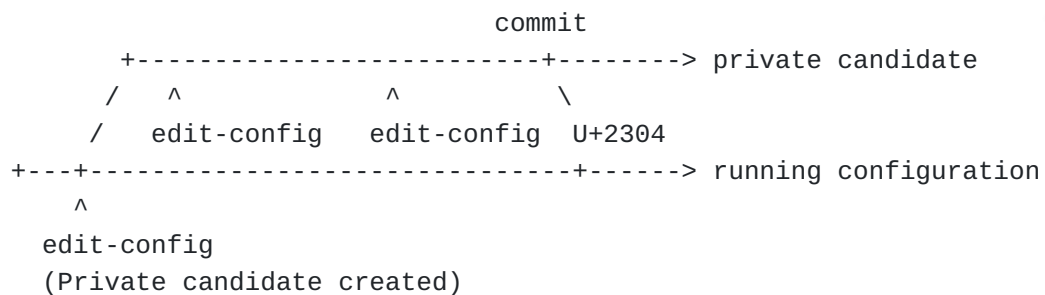 commit
       +--------------------------+--------> private candidate
      /   ^             ^          \
     /   edit-config   edit-config  U+2304
+---+-------------------------------+------> running configuration
    ^
  edit-config
  (Private candidate created)